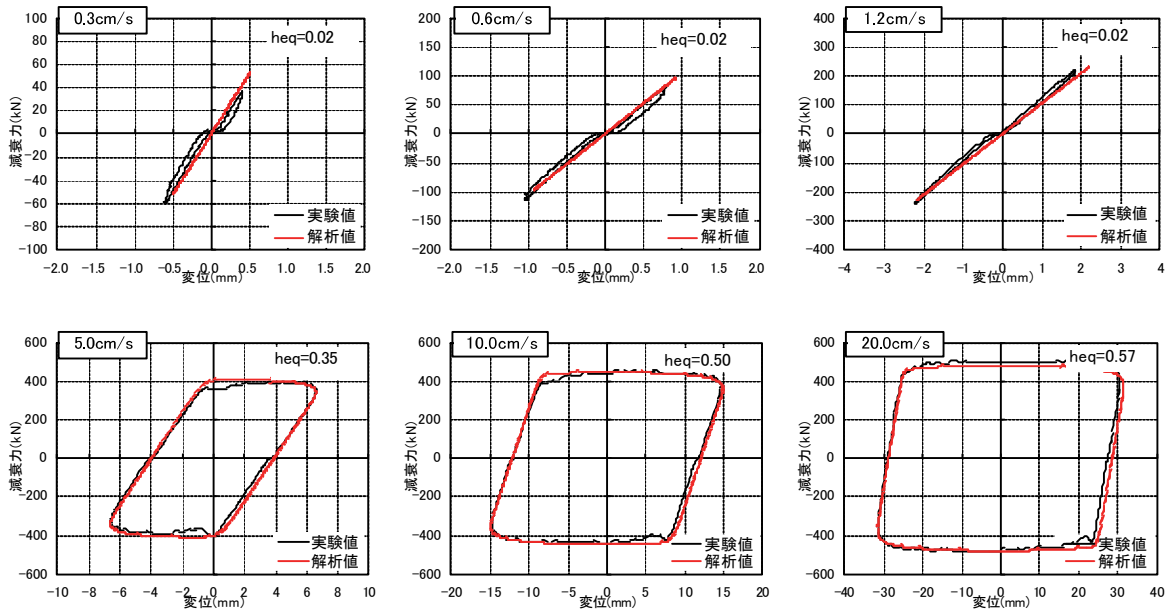 0.3cm/s
heq=0.02
減衰力(kN)
100
80
60
40
20
0
-20
-40
-60
-80
-100
実験値
解析値
-2.0 -1.5 -1.0 -0.5 0.0 0.5 1.0 1.5 2.0
変位(mm)
0.6cm/s
heq=0.02
減衰力(kN)
200
150
100
50
0
-50
-100
-150
200
実験値
解析値
-2.0 -1.5 -1.0 -0.5 0.0 0.5 1.0 1.5 2.0
変位(mm)
1.2cm/s
heq=0.02
減衰力(kN)
400
300
200
100
0
-100
-200
-300
-400
実験値
解析値
-4 -3 -2 -1 0 1 2 3 4
変位(mm)
5.0cm/s
heq=0.35
減衰力(kN)
600
400
200
0
-200
-400
-600
実験値
解析値
-10 -8 -6 -4 -2 0 2 4 6 8 10
変位(mm)
10.0cm/s
heq=0.50
減衰力(kN)
600
400
200
0
-200
-400
-600
実験値
解析値
-20 -15 -10 -5 0 5 10 15 20
変位(mm)
20.0cm/s
heq=0.57
減衰力(kN)
600
400
200
0
-200
-400
-600
実験値
解析値
-40 -30 -20 -10 0 10 20 30 40
変位(mm)